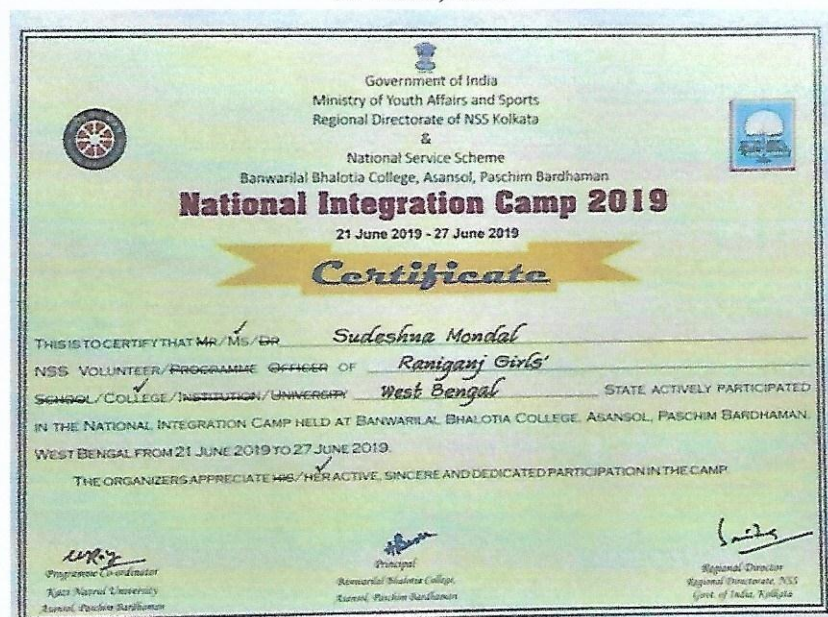 Government of India
Ministry of Youth Affairs and Sports
Regional Directorate of NSS Kolkata
&
National Service Scheme
Banwarilal Bhalotia College, Asansol, Paschim Bardhaman
National Integration Camp 2019
21 June 2019 - 27 June 2019
Certificate
THIS IS TO CERTIFY THAT MR/MS/DR Sudeshna Mondal
NSS VOLUNTEER/PROGRAMME OFFICER OF Raniganj Girls'
SCHOOL/COLLEGE/INSTITUTION/UNIVERSITY West Bengal STATE ACTIVELY PARTICIPATED
IN THE NATIONAL INTEGRATION CAMP HELD AT BANWARILAL BHALOTIA COLLEGE, ASANSOL, PASCHIM BARDHAMAN,
WEST BENGAL FROM 21 JUNE 2019 TO 27 JUNE 2019.
THE ORGANIZERS APPRECIATE HIS/HER ACTIVE, SINCERE AND DEDICATED PARTICIPATION IN THE CAMP.
Programme Co-ordinator
Kazi Nazrul University
Asansol, Paschim Bardhaman
Principal
Banwarilal Bhalotia College,
Asansol, Paschim Bardhaman
Regional Director
Regional Directorate, NSS
Govt. of India, Kolkata